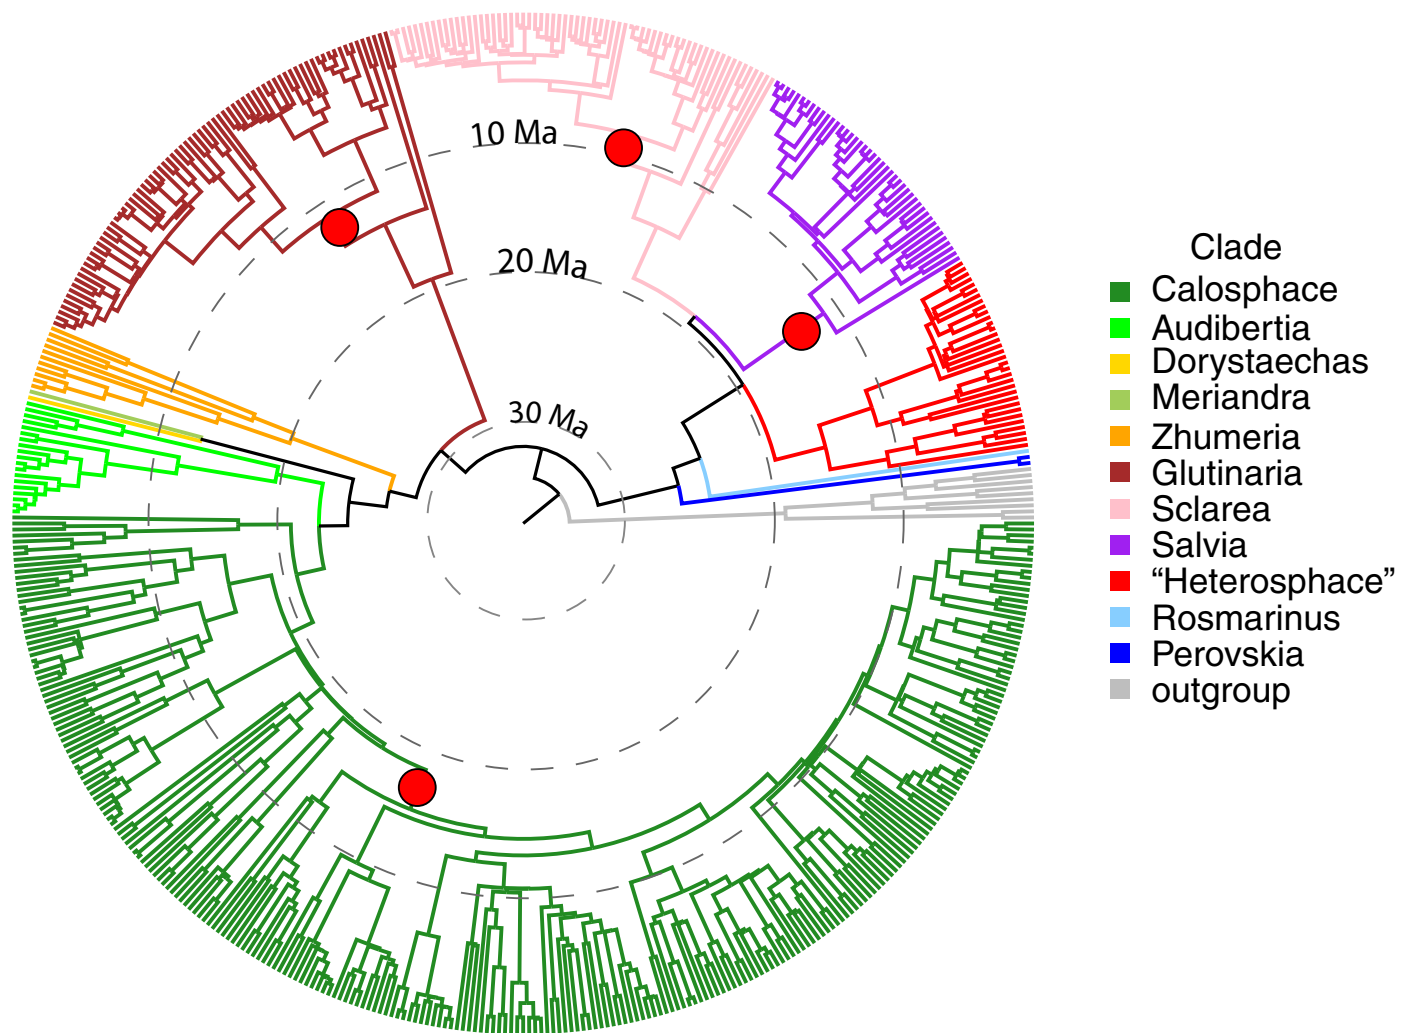 10 Ma
20 Ma
30 Ma
Clade
Calosphace
Audibertia
Dorystaechas
Meriandra
Zhumeria
Glutinaria
Sclarea
Salvia
“Heterosphace”
Rosmarinus
Perovskia
outgroup